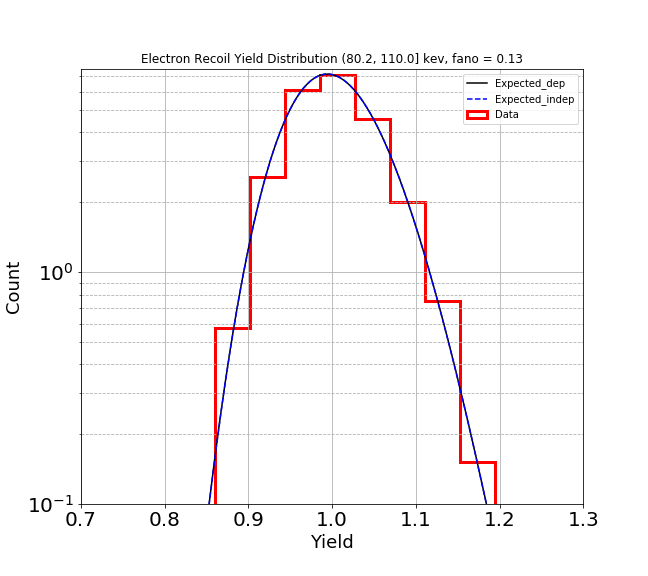 Electron Recoil Yield Distribution (80.2, 110.0] kev, fano = 0.13
Expected_dep
Expected_indep
Data
Count
10⁰
10⁻¹
0.7 0.8 0.9 1.0 1.1 1.2 1.3
Yield